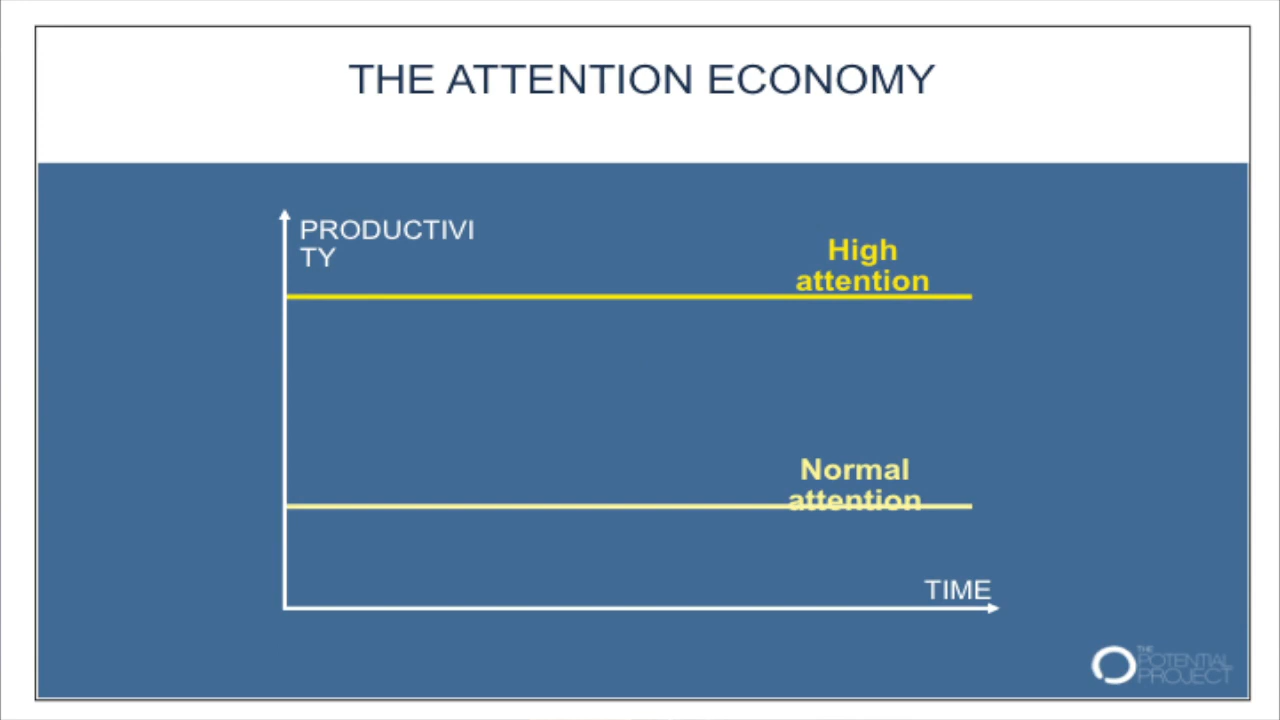 THE ATTENTION ECONOMY
PRODUCTIVI
TY
High
attention
Normal
attention
TIME
THE
POTENTIAL
PROJECT